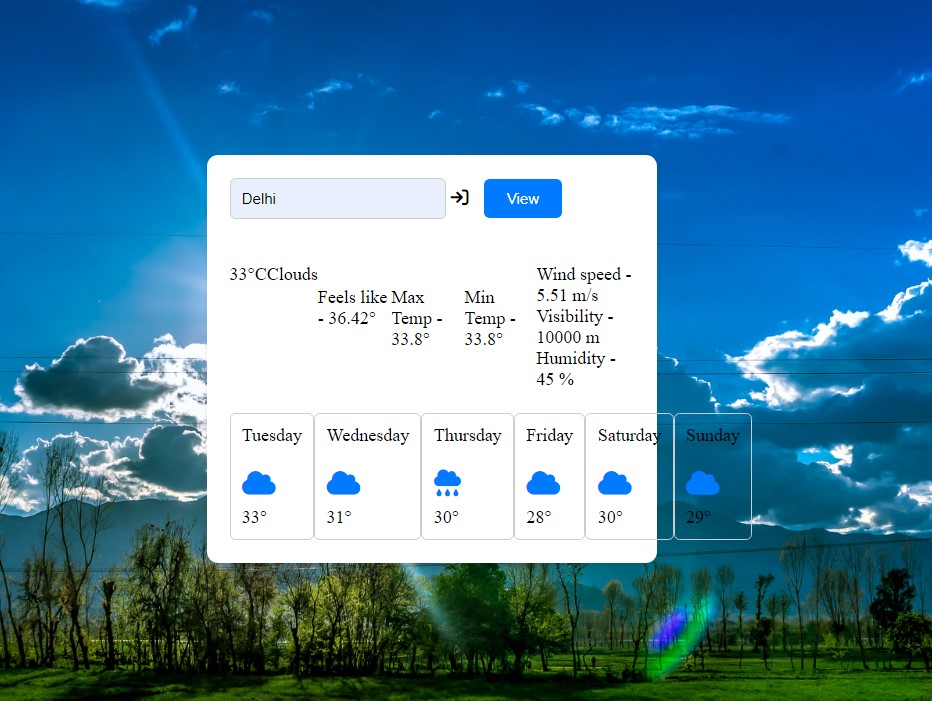 Delhi
View
33°CClouds
Feels like
- 36.42°
Max
Temp -
33.8°
Min
Temp -
33.8°
Wind speed -
5.51 m/s
Visibility -
10000 m
Humidity -
45 %
Tuesday
33°
Wednesday
31°
Thursday
30°
Friday
28°
Saturday
30°
Sunday
29°